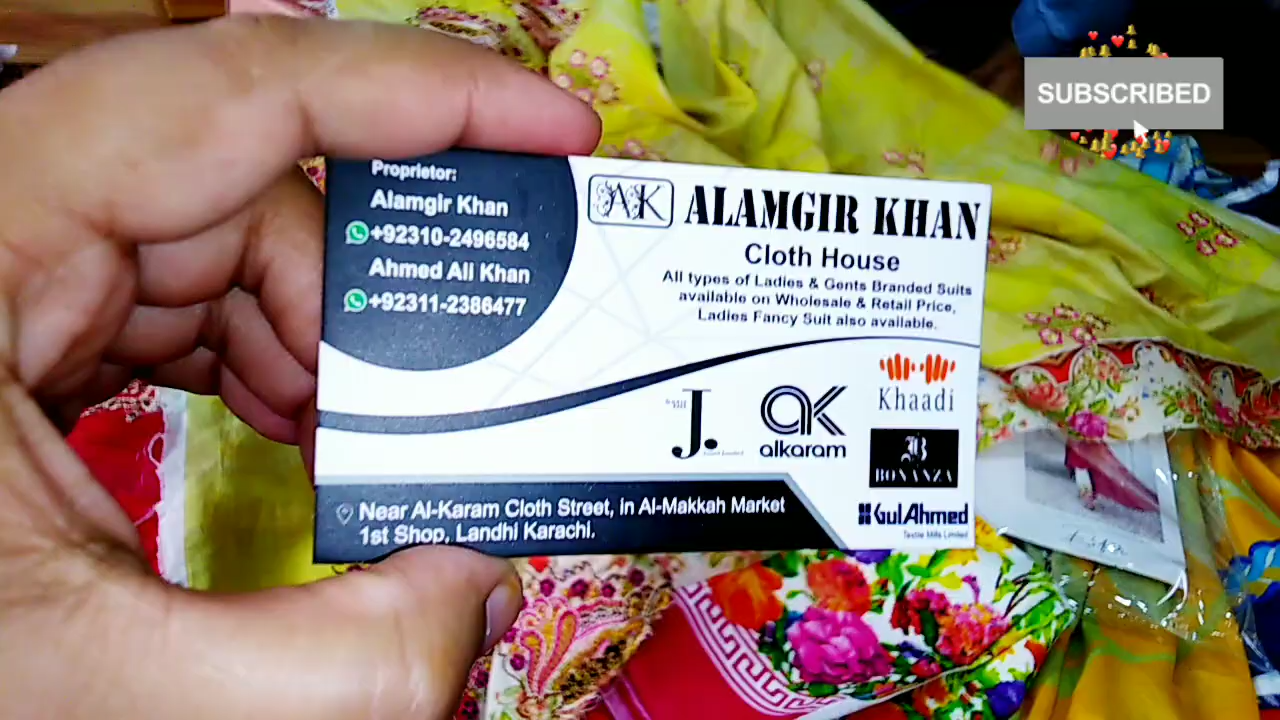 SUBSCRIBED
Proprietor:
Alamgir Khan
+92310-2496584
Ahmed Ali Khan
+92311-2386477
AK ALAMGIR KHAN
Cloth House
All types of Ladies & Gents Branded Suits
available on Wholesale & Retail Price,
Ladies Fancy Suit also available.
J.
ak
alkaram
Khaadi
B
BONANZA
GulAhmed
Textile Mills Limited
Near Al-Karam Cloth Street, in Al-Makkah Market
1st Shop, Landhi Karachi.